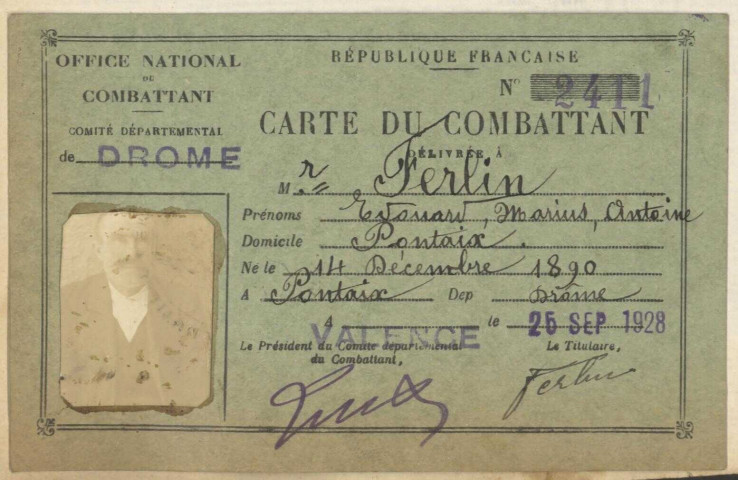 OFFICE NATIONAL
DE
COMBATTANT
COMITÉ DÉPARTEMENTAL
de DROME
RÉPUBLIQUE FRANÇAISE
N° 2411
CARTE DU COMBATTANT
DÉLIVRÉE À
M r Ferlin
Prénoms Edouard, Marius, Antoine
Domicile Pontaix.
Ne le 14 Décembre 1890
A Pontaix Dep Drôme
A VALENCE le 25 SEP 1928
Le Président du Comité départemental
du Combattant,
Le Titulaire,
Ferlin